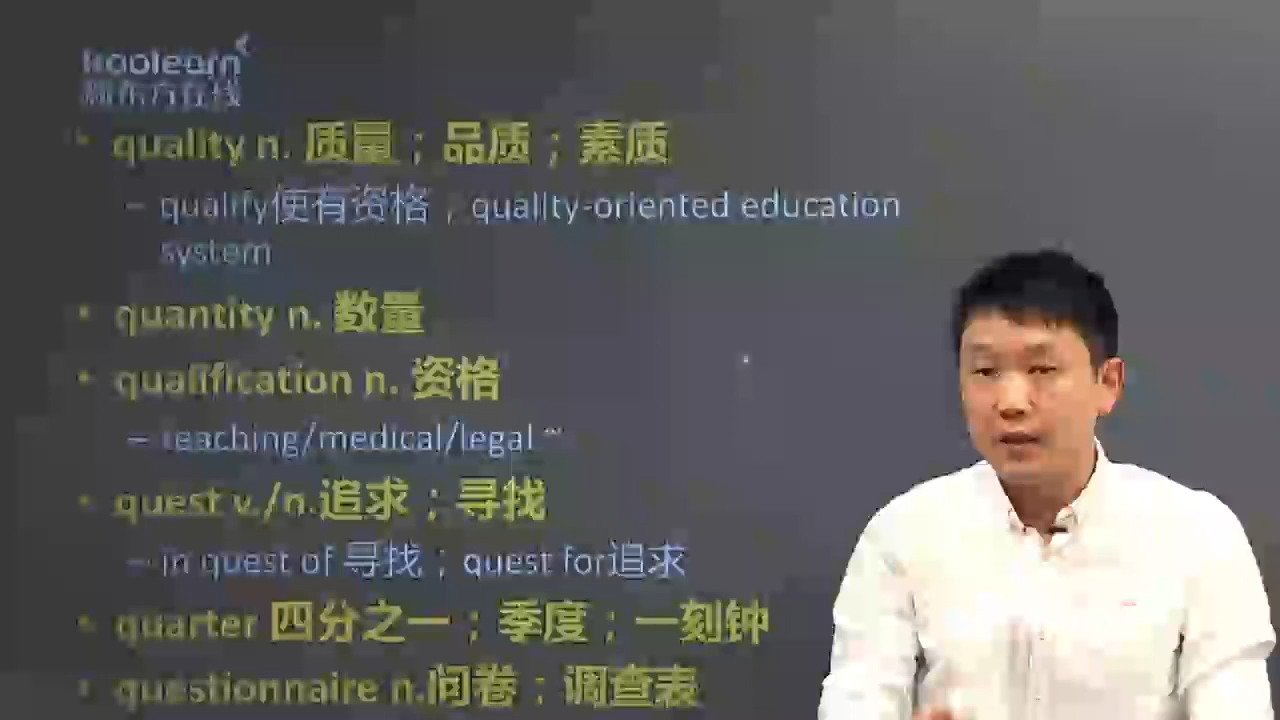 koolearn
新东方在线
• quality n. 质量；品质；素质
– qualify使有资格，quality-oriented education
system
• quantity n. 数量
• qualification n. 资格
– teaching/medical/legal ~
• quest v./n.追求；寻找
– in quest of 寻找；quest for追求
• quarter 四分之一；季度；一刻钟
• questionnaire n.问卷；调查表